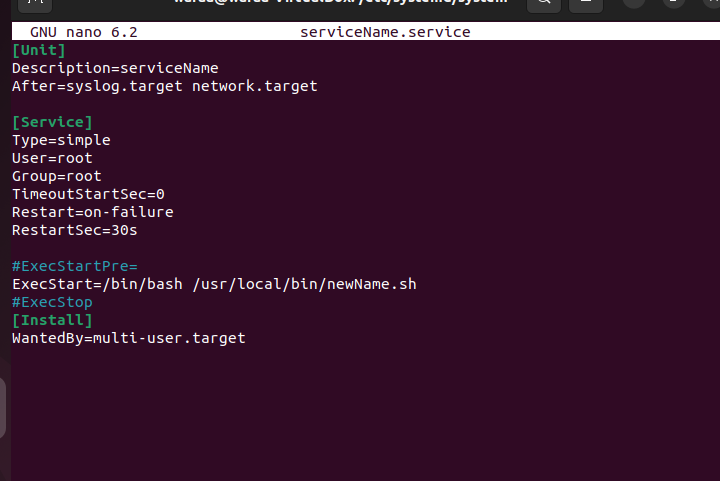 GNU nano 6.2 serviceName.service
[Unit]
Description=serviceName
After=syslog.target network.target
[Service]
Type=simple
User=root
Group=root
TimeoutStartSec=0
Restart=on-failure
RestartSec=30s
#ExecStartPre=
ExecStart=/bin/bash /usr/local/bin/newName.sh
#ExecStop
[Install]
WantedBy=multi-user.target